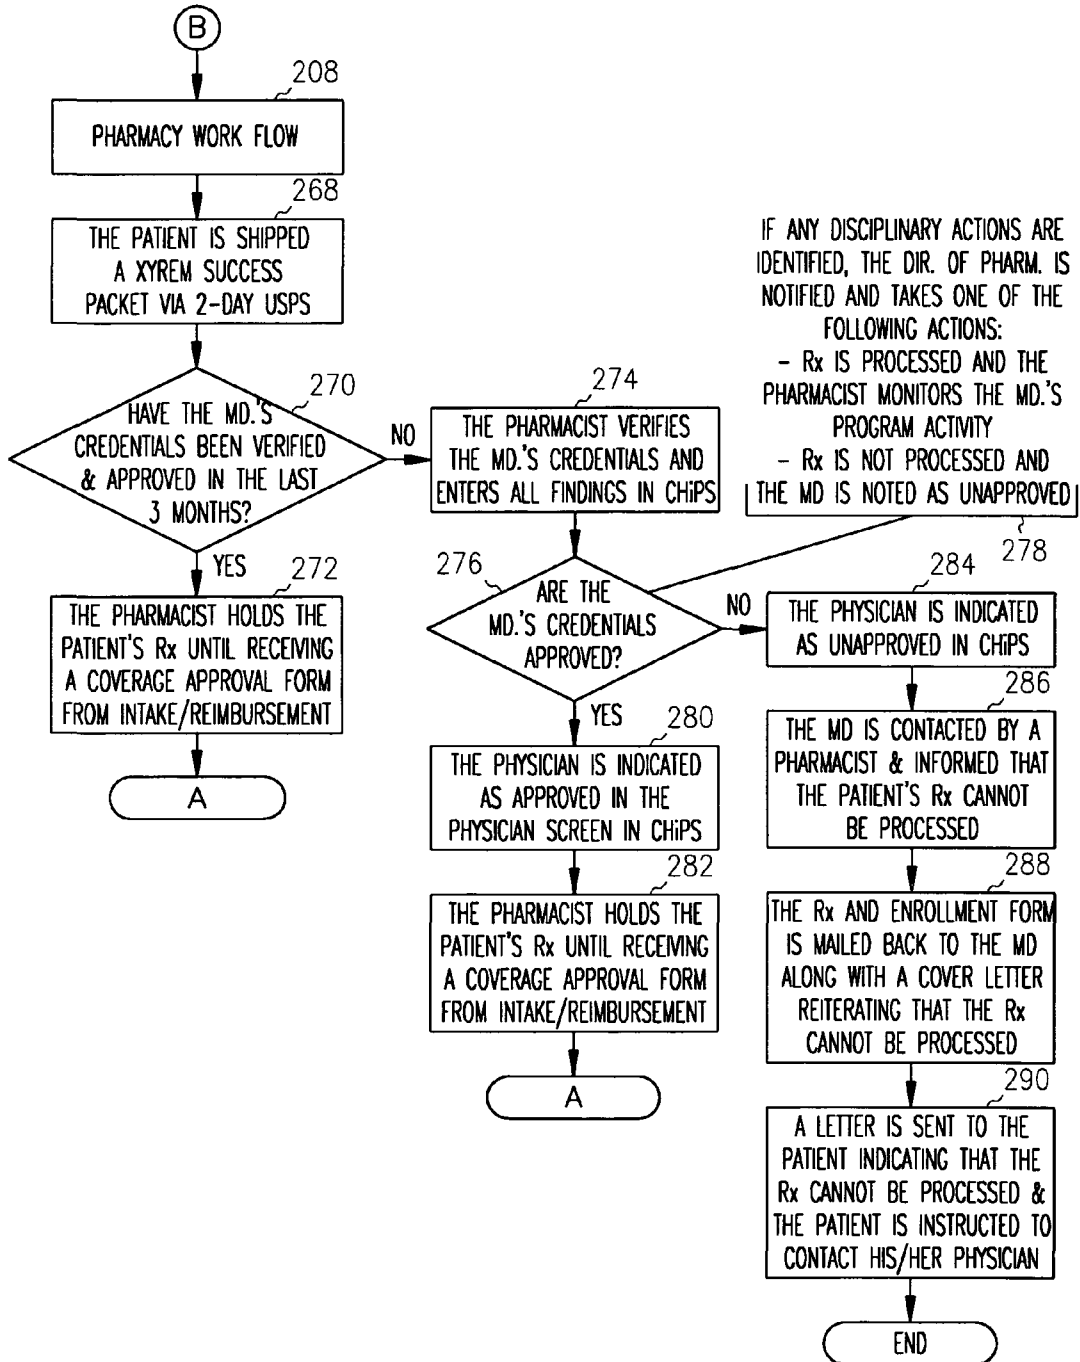 B
208
PHARMACY WORK FLOW
268
THE PATIENT IS SHIPPED
A XYREM SUCCESS
PACKET VIA 2-DAY USPS
270
HAVE THE MD.'S
CREDENTIALS BEEN VERIFIED
& APPROVED IN THE LAST
3 MONTHS?
NO
YES
272
THE PHARMACIST HOLDS THE
PATIENT'S Rx UNTIL RECEIVING
A COVERAGE APPROVAL FORM
FROM INTAKE/REIMBURSEMENT
A
274
THE PHARMACIST VERIFIES
THE MD.'S CREDENTIALS AND
ENTERS ALL FINDINGS IN CHiPS
276
ARE THE
MD.'S CREDENTIALS
APPROVED?
NO
YES
280
THE PHYSICIAN IS INDICATED
AS APPROVED IN THE
PHYSICIAN SCREEN IN CHiPS
282
THE PHARMACIST HOLDS THE
PATIENT'S Rx UNTIL RECEIVING
A COVERAGE APPROVAL FORM
FROM INTAKE/REIMBURSEMENT
A
IF ANY DISCIPLINARY ACTIONS ARE
IDENTIFIED, THE DIR. OF PHARM. IS
NOTIFIED AND TAKES ONE OF THE
FOLLOWING ACTIONS:
- Rx IS PROCESSED AND THE
PHARMACIST MONITORS THE MD.'S
PROGRAM ACTIVITY
- Rx IS NOT PROCESSED AND
THE MD IS NOTED AS UNAPPROVED
278
284
THE PHYSICIAN IS INDICATED
AS UNAPPROVED IN CHiPS
286
THE MD IS CONTACTED BY A
PHARMACIST & INFORMED THAT
THE PATIENT'S Rx CANNOT
BE PROCESSED
288
THE Rx AND ENROLLMENT FORM
IS MAILED BACK TO THE MD
ALONG WITH A COVER LETTER
REITERATING THAT THE Rx
CANNOT BE PROCESSED
290
A LETTER IS SENT TO THE
PATIENT INDICATING THAT THE
Rx CANNOT BE PROCESSED &
THE PATIENT IS INSTRUCTED TO
CONTACT HIS/HER PHYSICIAN
END